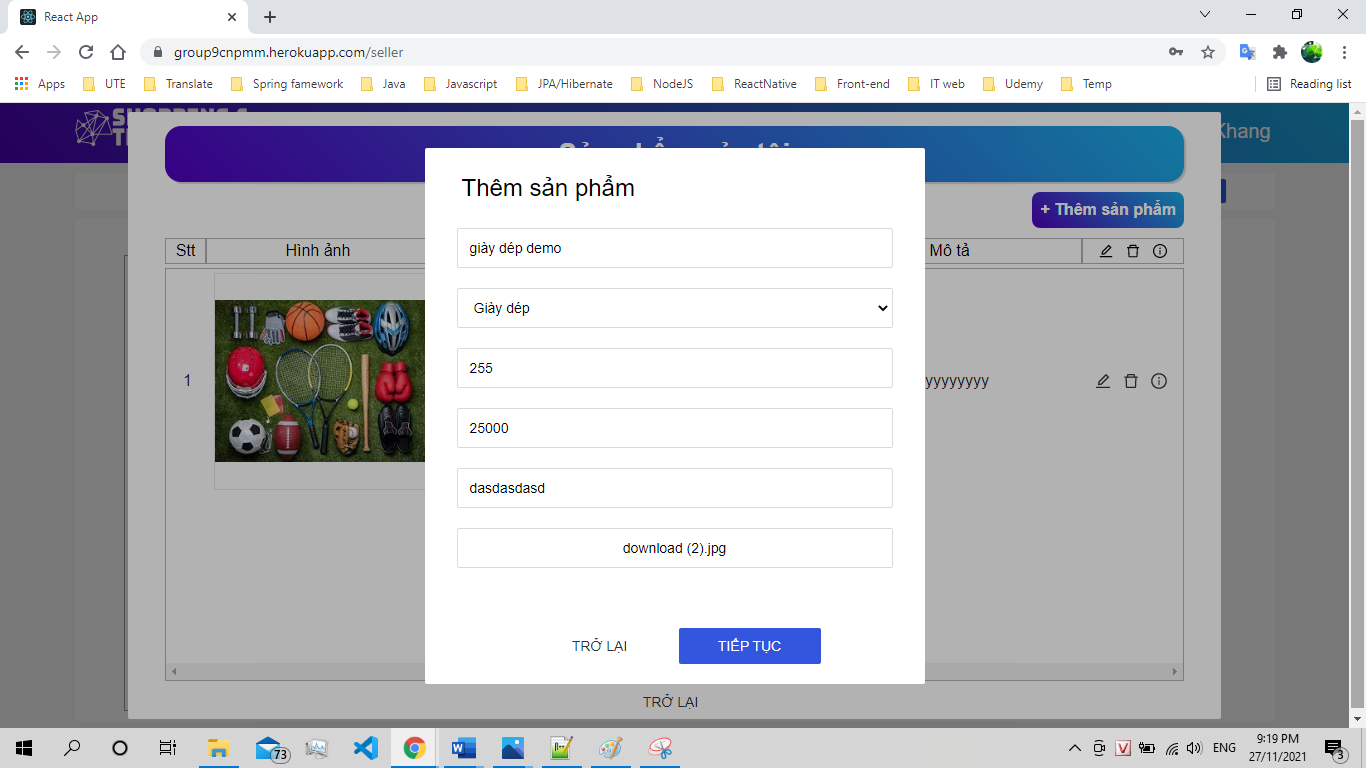 React App
group9cnpmm.herokuapp.com/seller
Apps UTE Translate Spring famework Java Javascript JPA/Hibernate NodeJS ReactNative Front-end IT web Udemy Temp Reading list
Khang
+ Thêm sản phẩm
Stt Hình ảnh Mô tả
1 yyyyyyyy
Thêm sản phẩm
giày dép demo
Giày dép
255
25000
dasdasdasd
download (2).jpg
TRỞ LẠI TIẾP TỤC
TRỞ LẠI
73 ENG 9:19 PM
27/11/2021 3